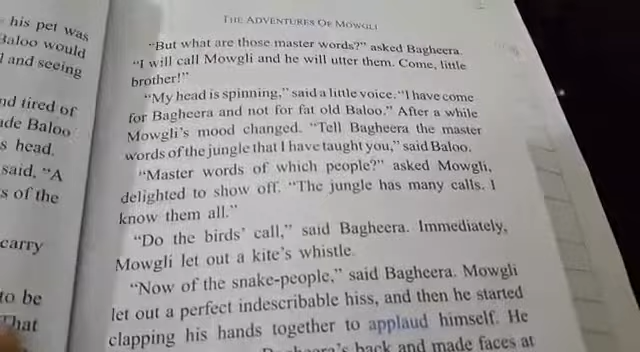 his pet was
Baloo would
and seeing
nd tired of
ade Baloo
s head.
said, "A
s of the
carry
to be
That
THE ADVENTURES OF MOWGLI
"But what are those master words?" asked Bagheera.
"I will call Mowgli and he will utter them. Come, little
brother!"
"My head is spinning," said a little voice. "I have come
for Bagheera and not for fat old Baloo." After a while
Mowgli's mood changed. "Tell Bagheera the master
words of the jungle that I have taught you," said Baloo.
"Master words of which people?" asked Mowgli,
delighted to show off. "The jungle has many calls. I
know them all."
"Do the birds' call," said Bagheera. Immediately,
Mowgli let out a kite's whistle.
"Now of the snake-people," said Bagheera. Mowgli
let out a perfect indescribable hiss, and then he started
clapping his hands together to applaud himself. He
back and made faces at